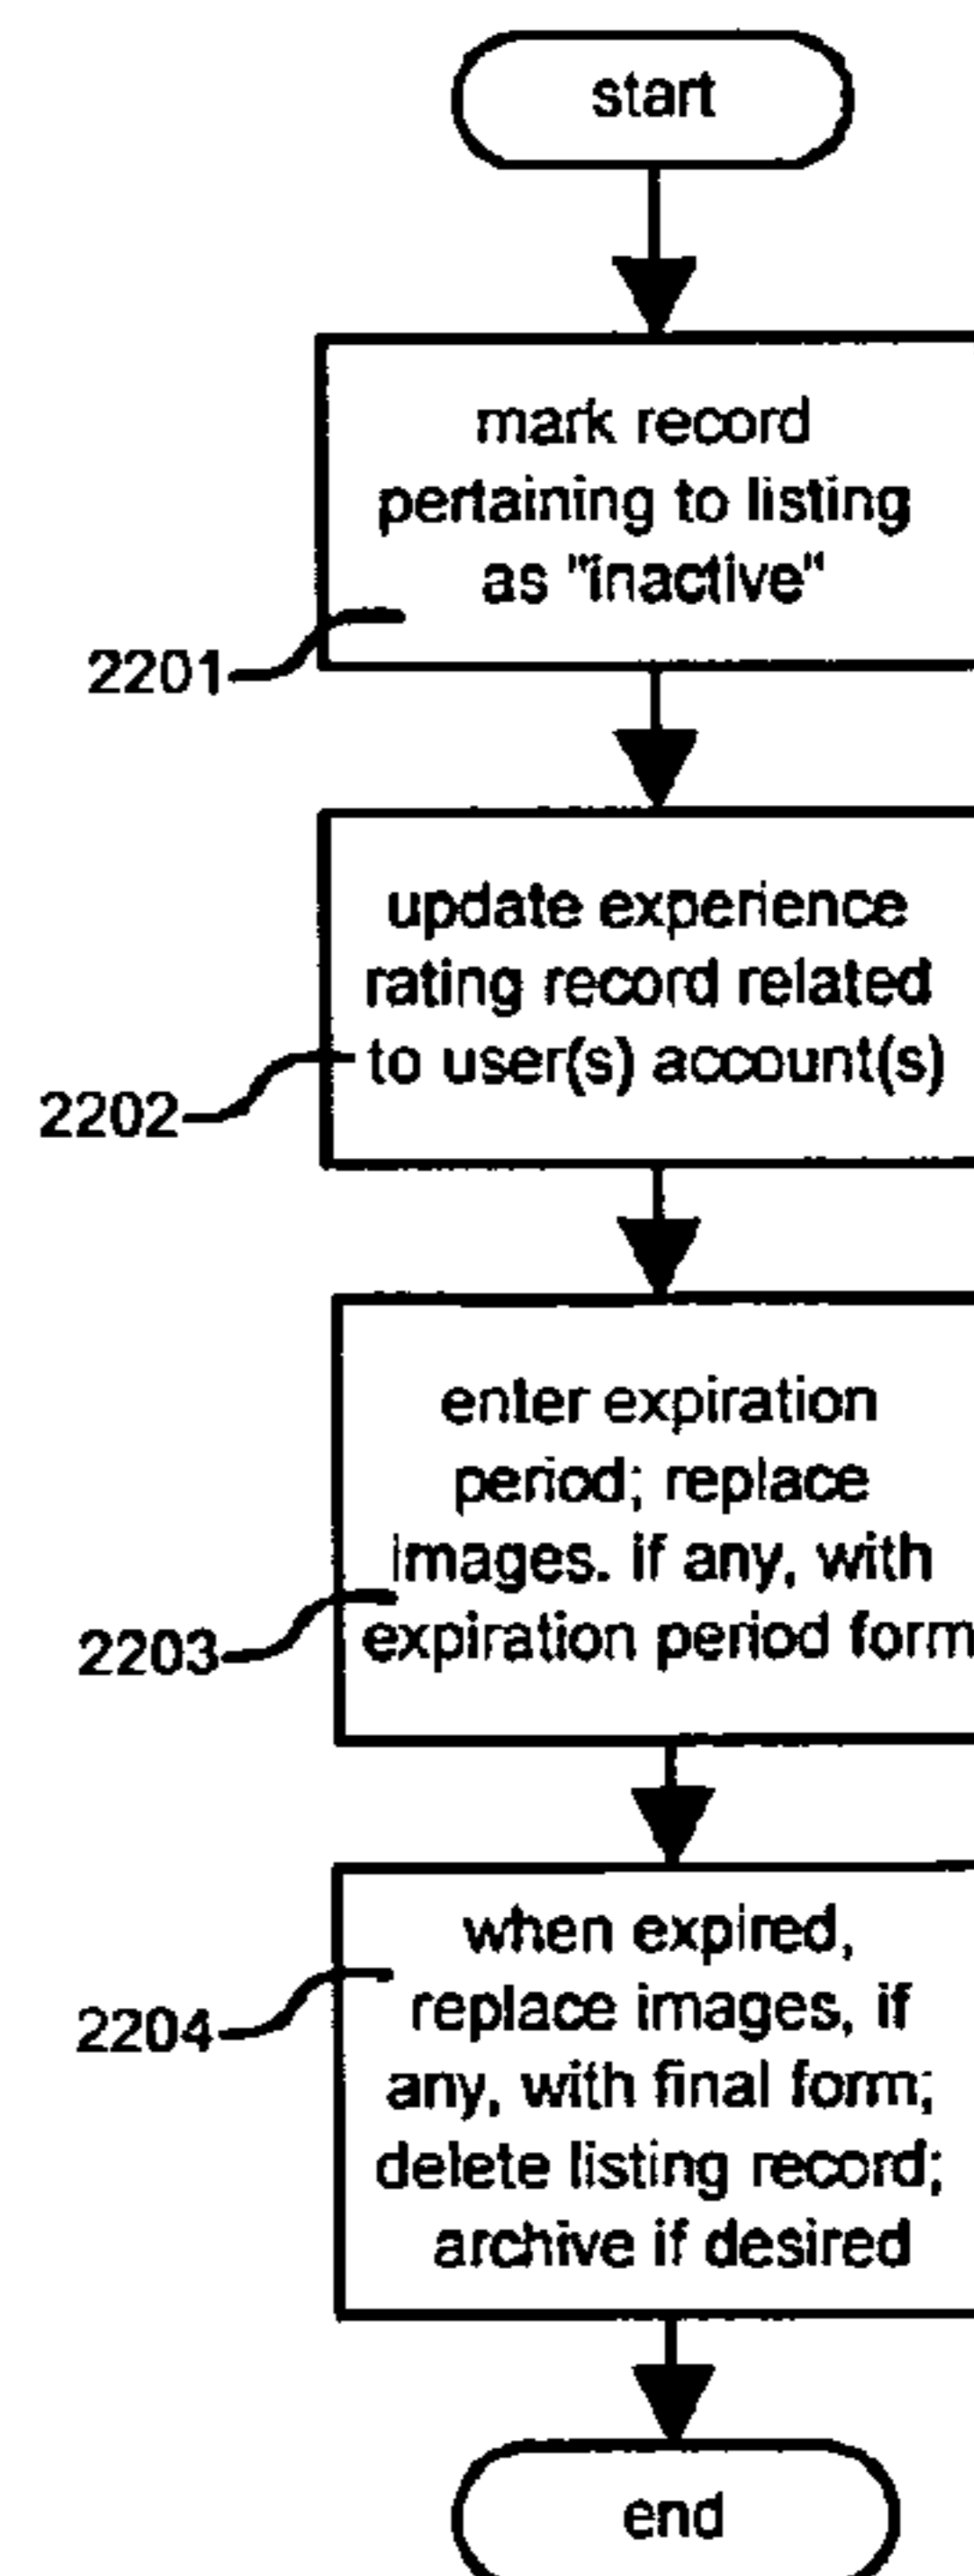 start
mark record
pertaining to listing
as "inactive"
2201
update experience
rating record related
to user(s) account(s)
2202
enter expiration
period; replace
images. if any, with
expiration period form
2203
when expired,
replace images, if
any, with final form;
delete listing record;
archive if desired
2204
end